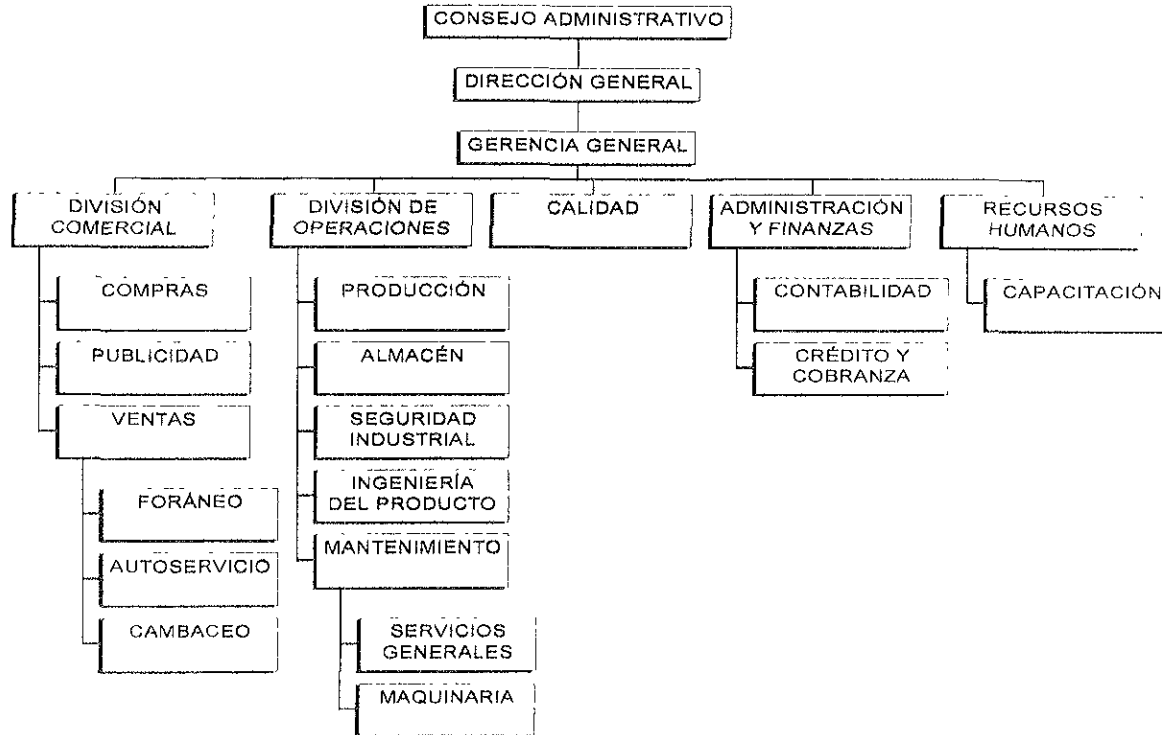 CONSEJO ADMINISTRATIVO
DIRECCIÓN GENERAL
GERENCIA GENERAL
DIVISIÓN
COMERCIAL
DIVISIÓN DE
OPERACIONES
CALIDAD
ADMINISTRACIÓN
Y FINANZAS
RECURSOS
HUMANOS
COMPRAS
PUBLICIDAD
VENTAS
FORÁNEO
AUTOSERVICIO
CAMBACEO
PRODUCCIÓN
ALMACÉN
SEGURIDAD
INDUSTRIAL
INGENIERÍA
DEL PRODUCTO
MANTENIMIENTO
SERVICIOS
GENERALES
MAQUINARIA
CONTABILIDAD
CRÉDITO Y
COBRANZA
CAPACITACIÓN